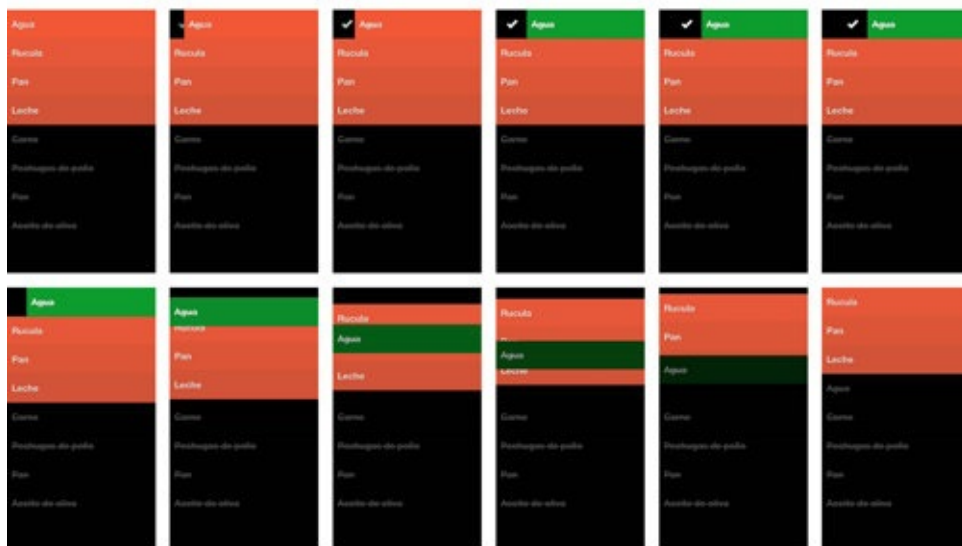 Agua
Rucula
Pan
Leche
Carne
Pechugas de pollo
Pan
Aceite de oliva
Agua
Rucula
Pan
Leche
Carne
Pechugas de pollo
Pan
Aceite de oliva
Agua
Rucula
Pan
Leche
Carne
Pechugas de pollo
Pan
Aceite de oliva
Agua
Rucula
Pan
Leche
Carne
Pechugas de pollo
Pan
Aceite de oliva
Agua
Rucula
Pan
Leche
Carne
Pechugas de pollo
Pan
Aceite de oliva
Agua
Rucula
Pan
Leche
Carne
Pechugas de pollo
Pan
Aceite de oliva
Agua
Rucula
Pan
Leche
Carne
Pechugas de pollo
Pan
Aceite de oliva
Agua
Rucula
Pan
Leche
Carne
Pechugas de pollo
Pan
Aceite de oliva
Rucula
Agua
Leche
Carne
Pechugas de pollo
Pan
Aceite de oliva
Rucula
Agua
Leche
Carne
Pechugas de pollo
Pan
Aceite de oliva
Rucula
Pan
Agua
Carne
Pechugas de pollo
Pan
Aceite de oliva
Rucula
Pan
Leche
Agua
Carne
Pechugas de pollo
Pan
Aceite de oliva